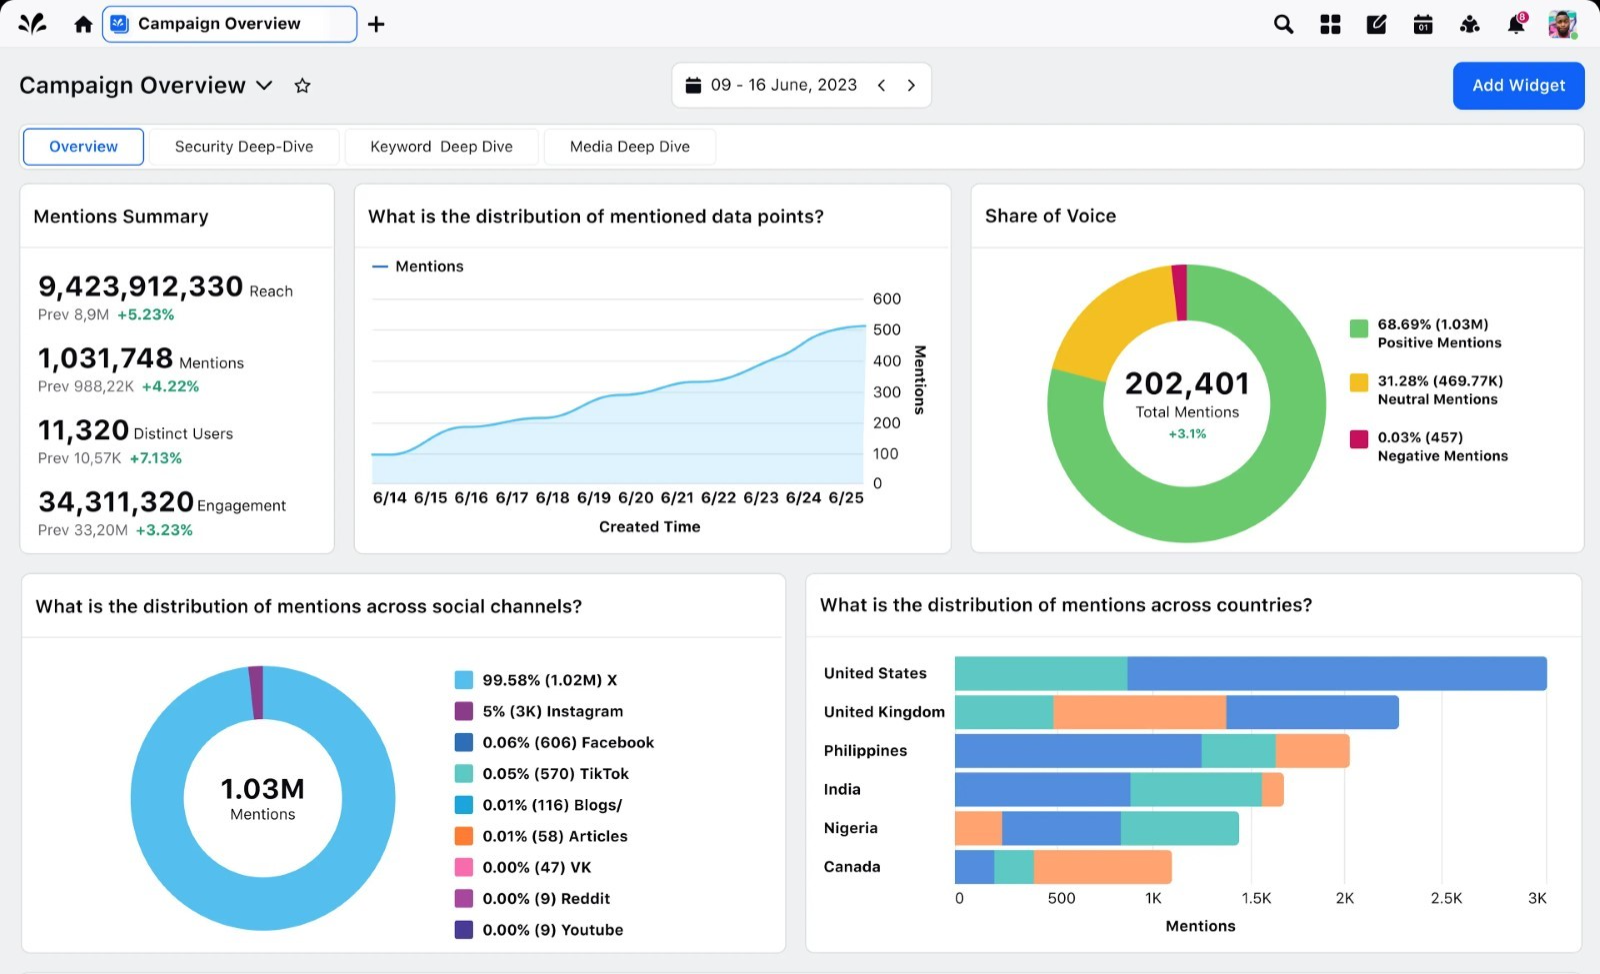 Campaign Overview
01
8
Campaign Overview
09 - 16 June, 2023
Add Widget
Overview
Security Deep-Dive
Keyword Deep Dive
Media Deep Dive
Mentions Summary
9,423,912,330 Reach
Prev 8,9M +5.23%
1,031,748 Mentions
Prev 988,22K +4.22%
11,320 Distinct Users
Prev 10,57K +7.13%
34,311,320 Engagement
Prev 33,20M +3.23%
What is the distribution of mentioned data points?
Mentions
600
500
400
300
200
100
0
Mentions
6/14 6/15 6/16 6/17 6/18 6/19 6/20 6/21 6/22 6/23 6/24 6/25
Created Time
Share of Voice
202,401
Total Mentions
+3.1%
68.69% (1.03M)
Positive Mentions
31.28% (469.77K)
Neutral Mentions
0.03% (457)
Negative Mentions
What is the distribution of mentions across social channels?
1.03M
Mentions
99.58% (1.02M) X
5% (3K) Instagram
0.06% (606) Facebook
0.05% (570) TikTok
0.01% (116) Blogs/
0.01% (58) Articles
0.00% (47) VK
0.00% (9) Reddit
0.00% (9) Youtube
What is the distribution of mentions across countries?
United States
United Kingdom
Philippines
India
Nigeria
Canada
0 500 1K 1.5K 2K 2.5K 3K
Mentions